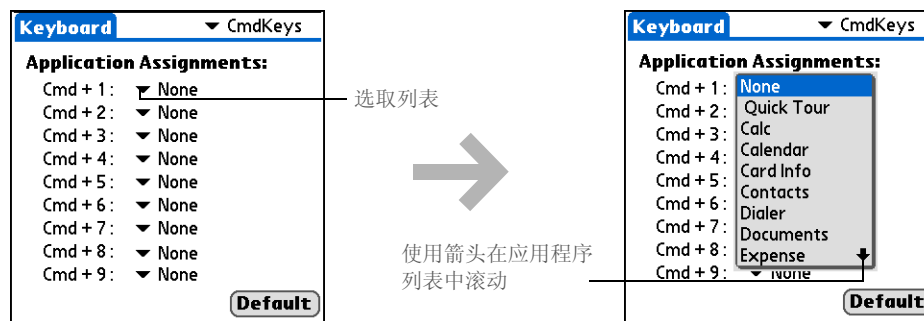 Keyboard
CmdKeys
Application Assignments:
Cmd + 1: None
Cmd + 2: None
Cmd + 3: None
Cmd + 4: None
Cmd + 5: None
Cmd + 6: None
Cmd + 7: None
Cmd + 8: None
Cmd + 9: None
Default
选取列表
使用箭头在应用程序
列表中滚动
Keyboard
CmdKeys
Application Assignments:
Cmd + 1: None
Cmd + 2: Quick Tour
Cmd + 3: Calc
Cmd + 4: Calendar
Card Info
Cmd + 5: Contacts
Cmd + 6: Dialer
Cmd + 7: Documents
Cmd + 8: Expense
Cmd + 9: None
Default